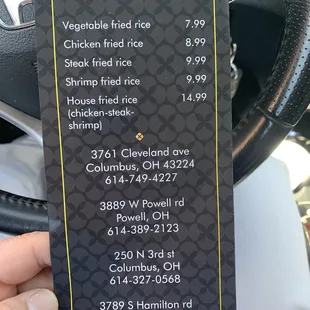 Vegetable fried rice 7.99
Chicken fried rice 8.99
Steak fried rice 9.99
Shrimp fried rice 9.99
House fried rice 14.99
(chicken-steak-
shrimp)
3761 Cleveland ave
Columbus, OH 43224
614-749-4227
3889 W Powell rd
Powell, OH
614-389-2123
250 N 3rd st
Columbus, OH
614-327-0568
3789 S Hamilton rd